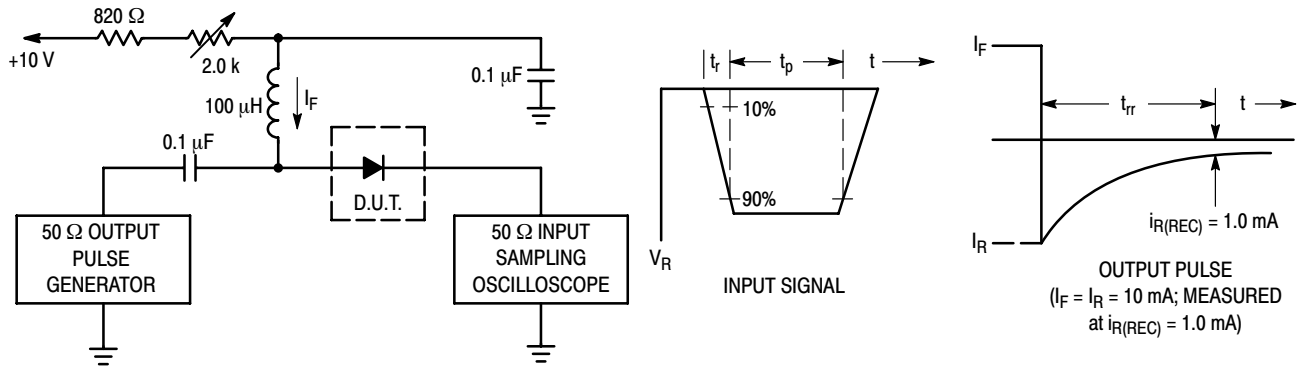 820 Ω
+10 V
2.0 k
100 μH
I_F
0.1 μF
0.1 μF
D.U.T.
50 Ω OUTPUT
PULSE
GENERATOR
50 Ω INPUT
SAMPLING
OSCILLOSCOPE
t_r
t_p
t
10%
90%
V_R
INPUT SIGNAL
I_F
t_rr
t
I_R
i_R(REC) = 1.0 mA
OUTPUT PULSE
(I_F = I_R = 10 mA; MEASURED
at i_R(REC) = 1.0 mA)